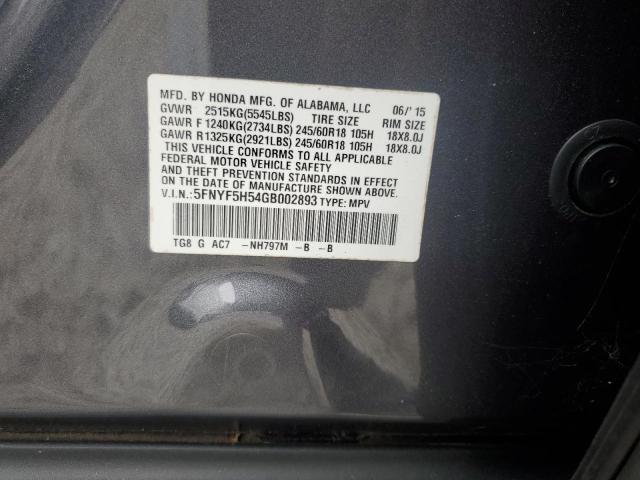 MFD. BY HONDA MFG. OF ALABAMA, LLC 06/'15
GVWR 2515KG(5545LBS) TIRE SIZE RIM SIZE
GAWR F 1240KG(2734LBS) 245/60R18 105H 18X8.0J
GAWR R1325KG(2921LBS) 245/60R18 105H 18X8.0J
THIS VEHICLE CONFORMS TO ALL APPLICABLE
FEDERAL MOTOR VEHICLE SAFETY
AND THEFT PREVENTION STANDARDS IN EFFECT
ON THE DATE OF MANUFACTURE SHOWN ABOVE.
V.I.N.:5FNYF5H54GB002893 TYPE: MPV
TG8 G AC7 -NH797M -B -B